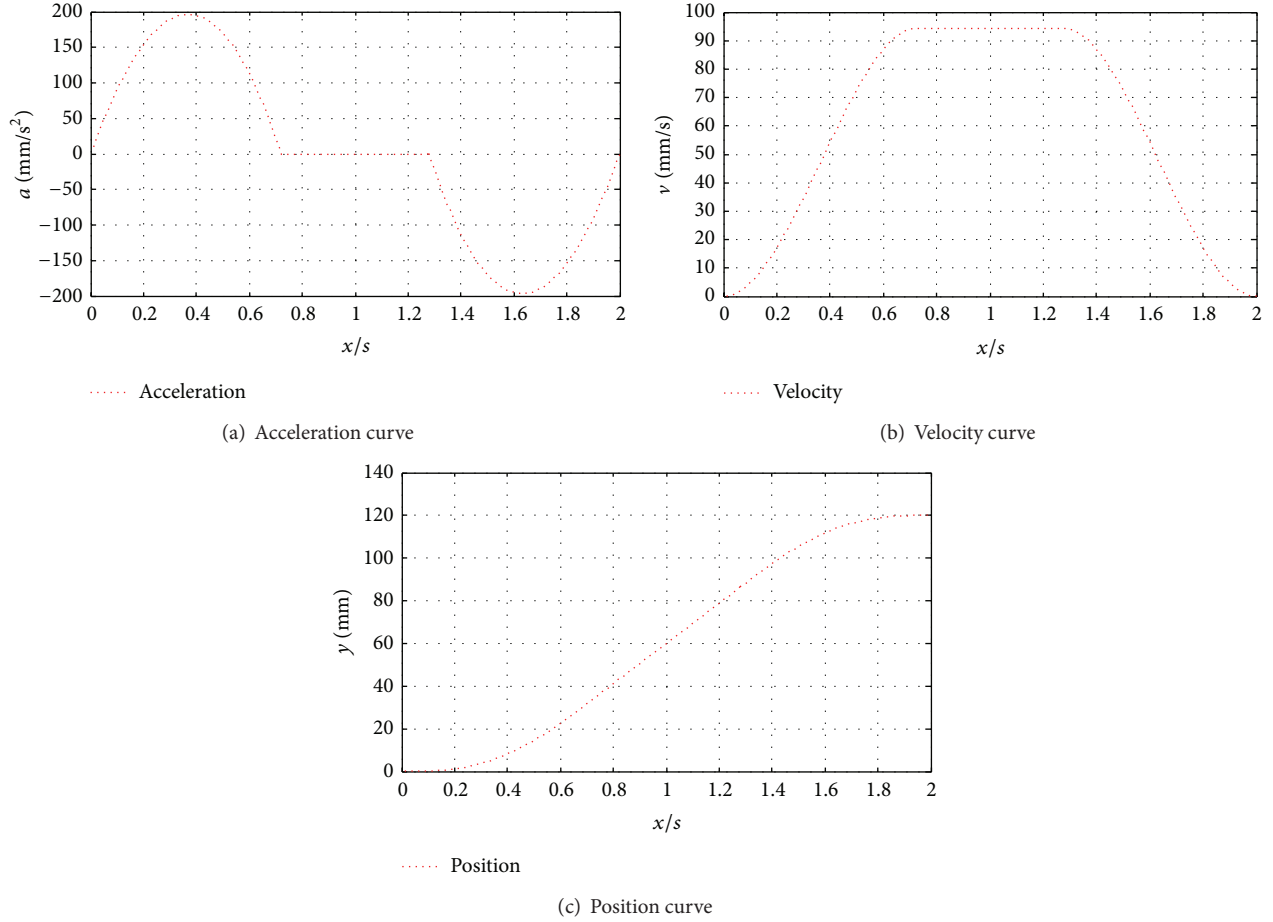 200
150
100
50
0
−50
−100
−150
−200
a (mm/s²)
0 0.2 0.4 0.6 0.8 1 1.2 1.4 1.6 1.8 2
x/s
Acceleration
(a) Acceleration curve
100
90
80
70
60
50
40
30
20
10
0
v (mm/s)
0 0.2 0.4 0.6 0.8 1 1.2 1.4 1.6 1.8 2
x/s
Velocity
(b) Velocity curve
140
120
100
80
60
40
20
0
y (mm)
0 0.2 0.4 0.6 0.8 1 1.2 1.4 1.6 1.8 2
x/s
Position
(c) Position curve